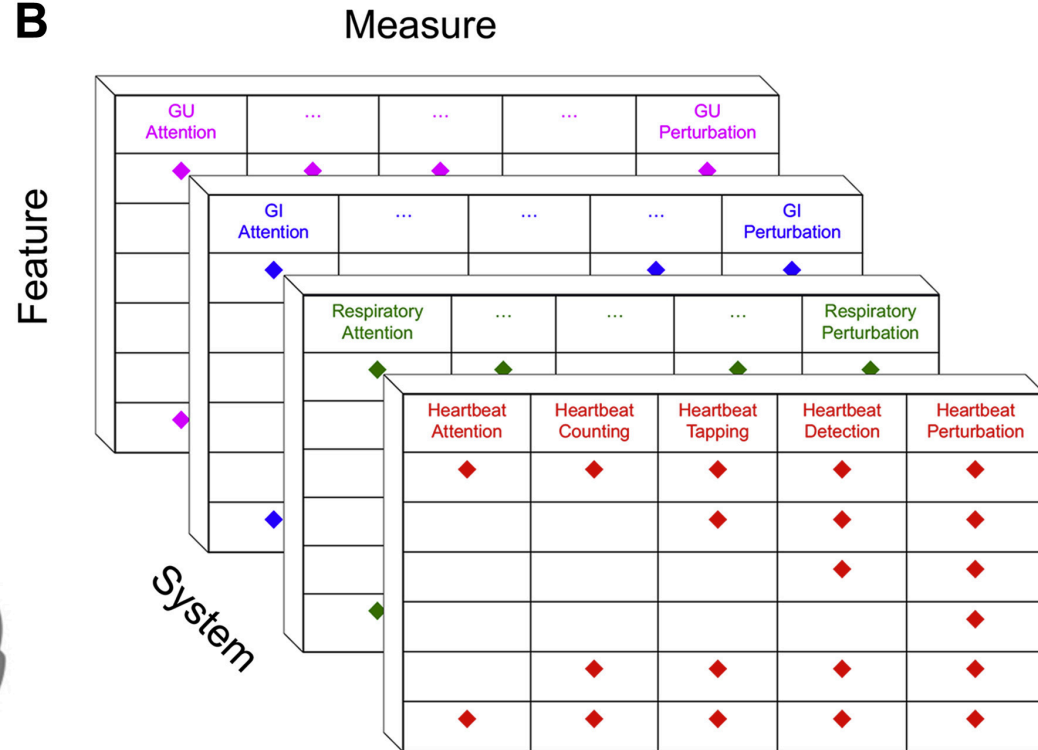 B
Measure
Feature
System
GU
Attention
...
...
...
GU
Perturbation
GI
Attention
...
...
...
GI
Perturbation
Respiratory
Attention
...
...
...
Respiratory
Perturbation
Heartbeat
Attention
Heartbeat
Counting
Heartbeat
Tapping
Heartbeat
Detection
Heartbeat
Perturbation